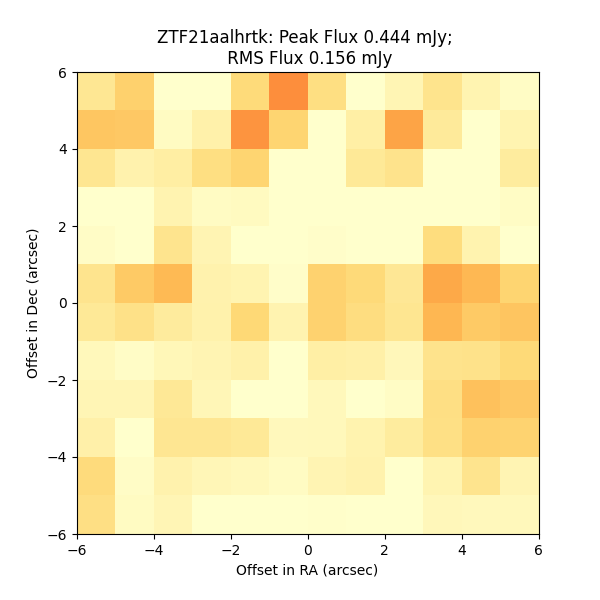 ZTF21aalhrtk: Peak Flux 0.444 mJy;
RMS Flux 0.156 mJy
6
4
2
0
−2
−4
−6
Offset in Dec (arcsec)
−6 −4 −2 0 2 4 6
Offset in RA (arcsec)